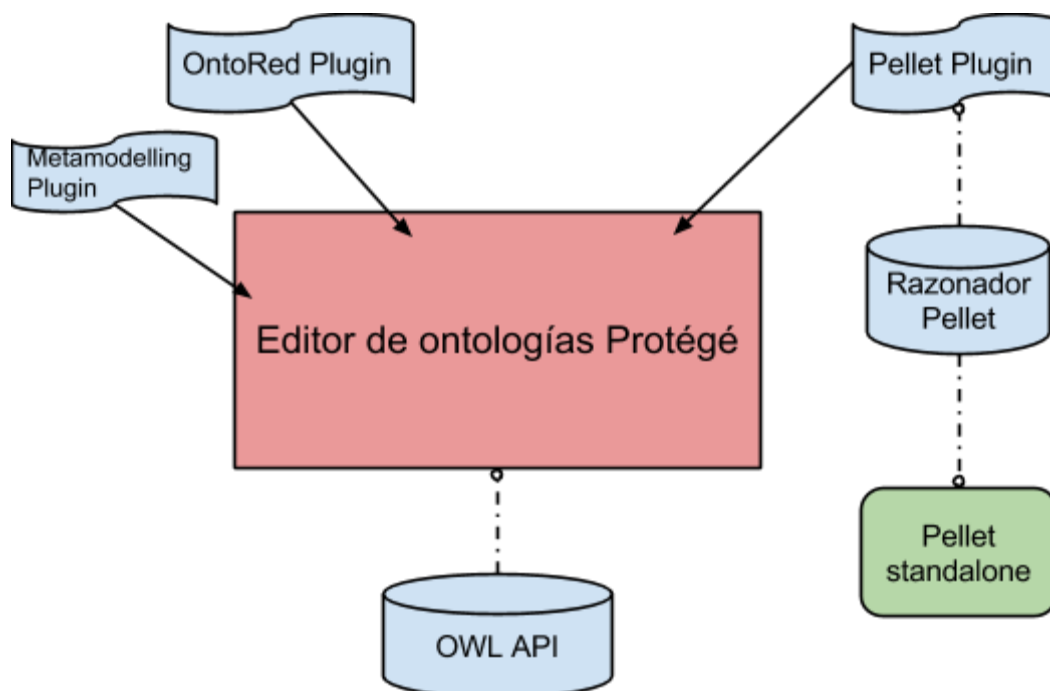 OntoRed Plugin
Pellet Plugin
Metamodelling
Plugin
Razonador
Pellet
Editor de ontologías Protégé
Pellet
standalone
OWL API